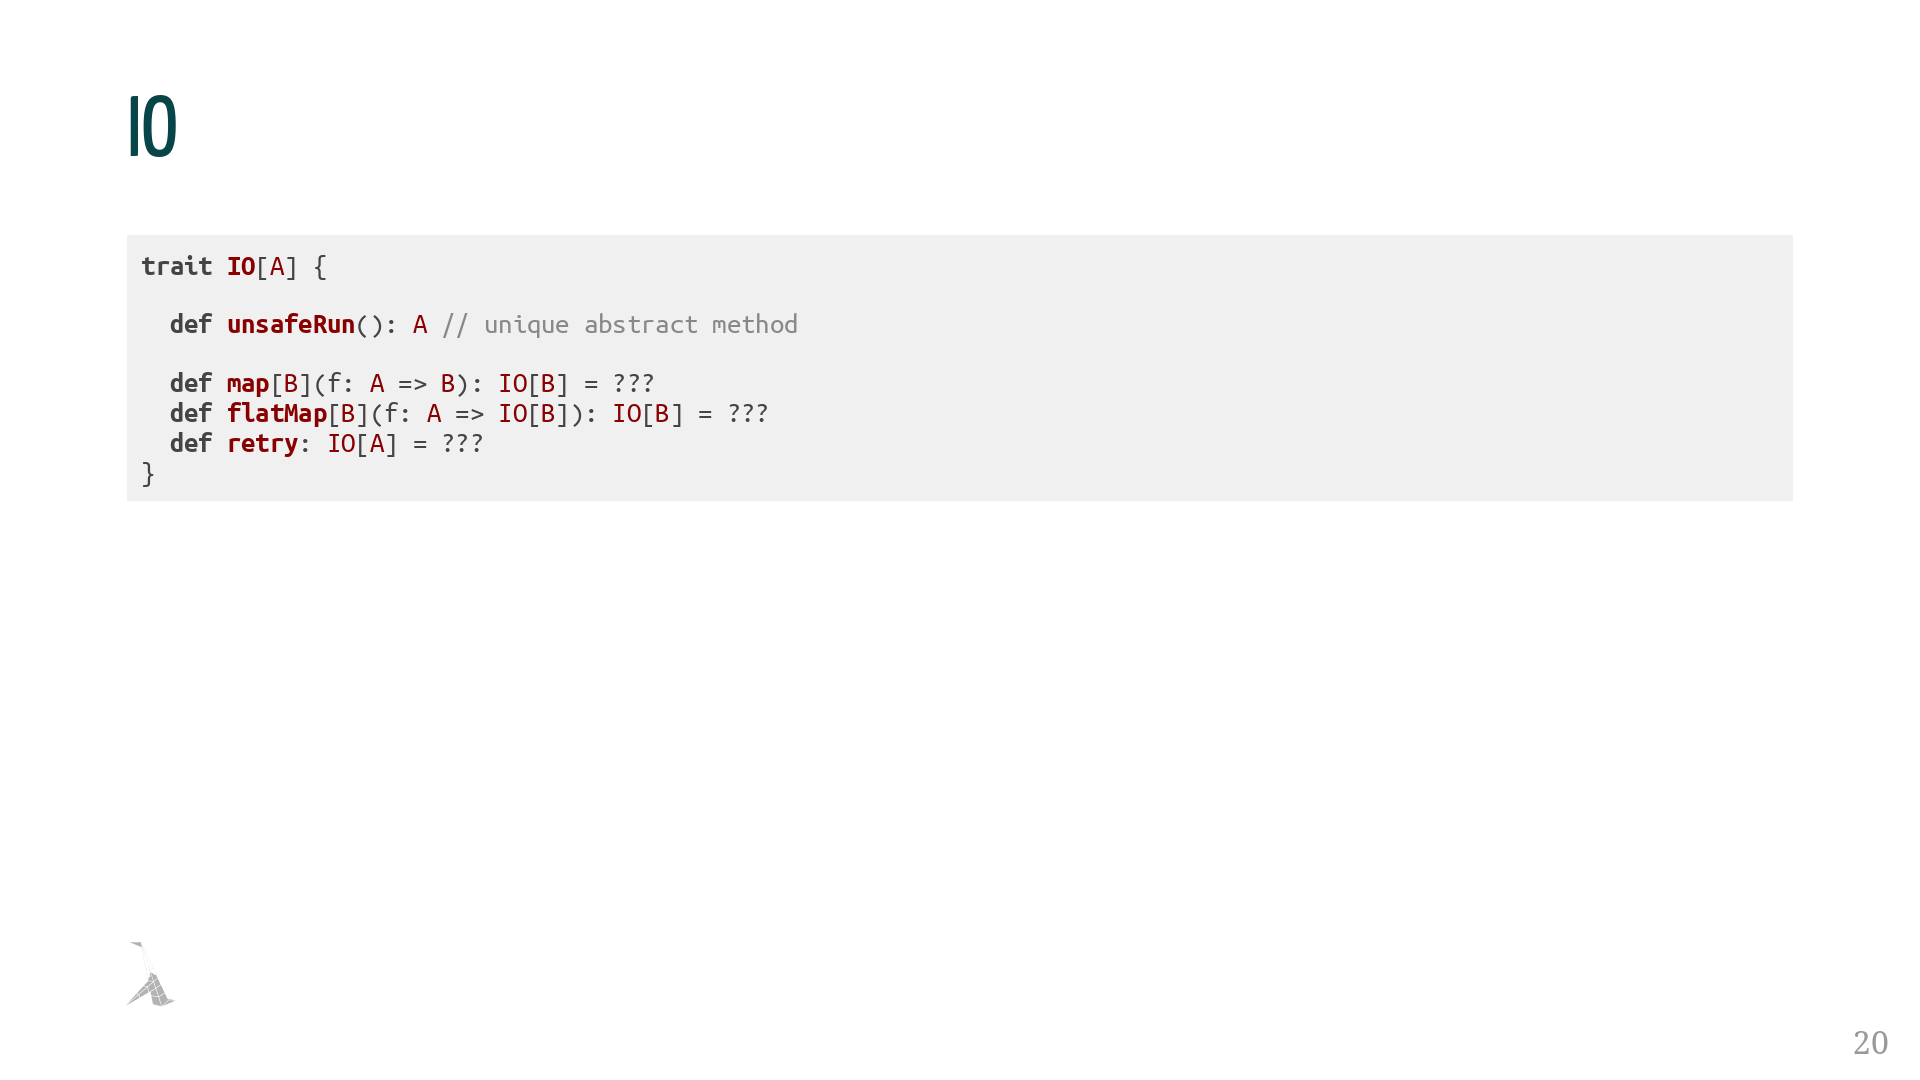 IO
trait IO[A] {
  def unsafeRun(): A // unique abstract method
  def map[B](f: A => B): IO[B] = ???
  def flatMap[B](f: A => IO[B]): IO[B] = ???
  def retry: IO[A] = ???
}
20